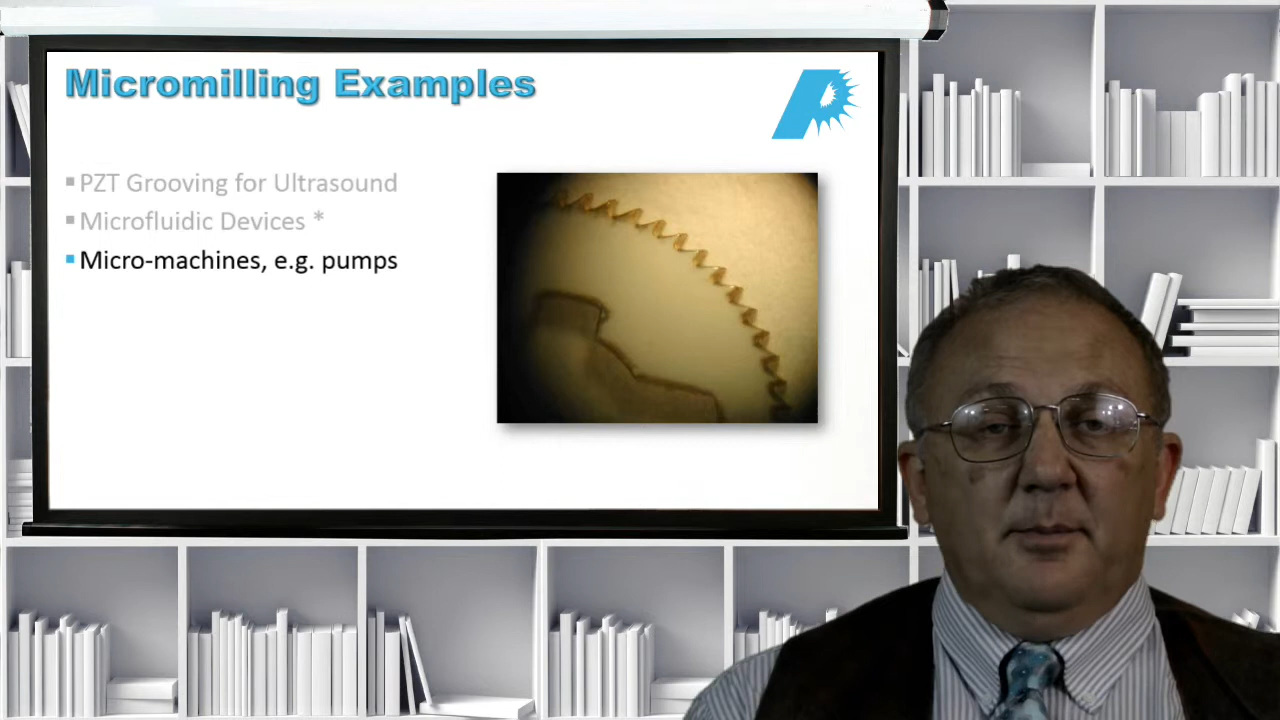 Micromilling Examples
PZT Grooving for Ultrasound
Microfluidic Devices *
Micro-machines, e.g. pumps